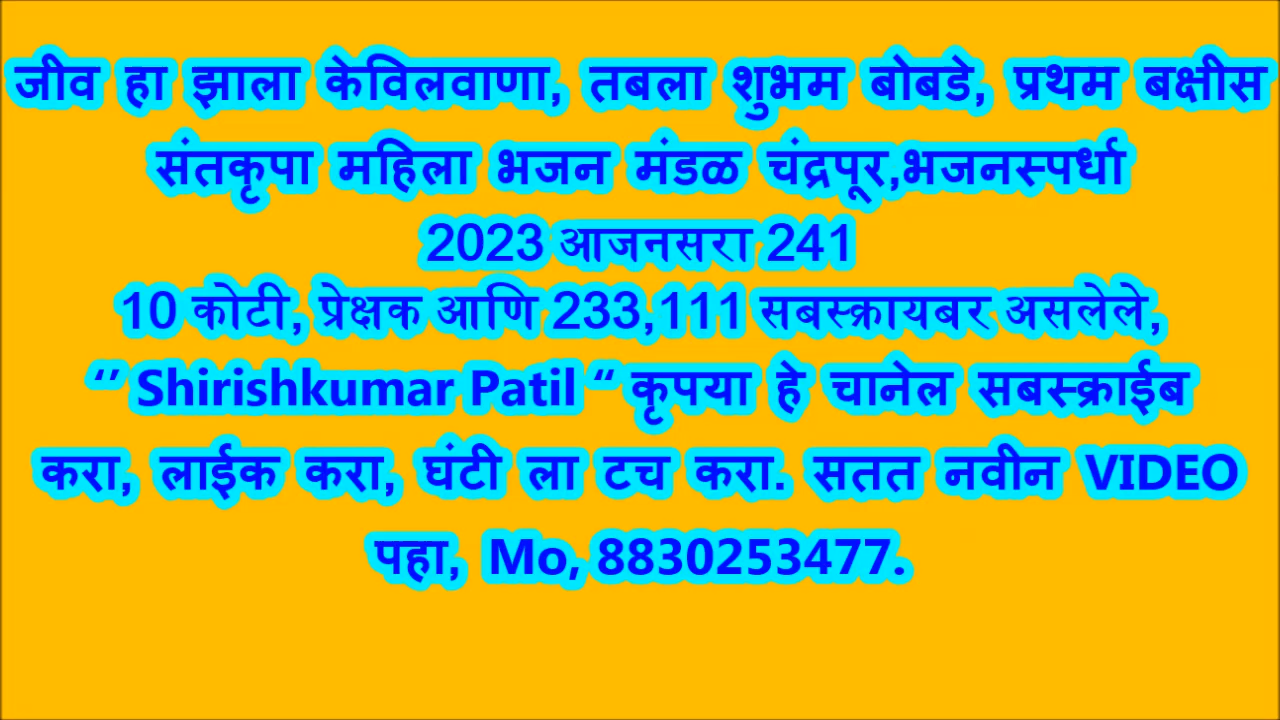 जीव हा झाला केविलवाणा, तबला शुभम बोबडे, प्रथम बक्षीस
संतकृपा महिला भजन मंडळ चंद्रपूर,भजनस्पर्धा
2023 आजनसरा 241
10 कोटी, प्रेक्षक आणि 233,111 सबस्क्रायबर असलेले,
‘’ Shirishkumar Patil “ कृपया हे चानेल सबस्क्राईब
करा, लाईक करा, घंटी ला टच करा. सतत नवीन VIDEO
पहा, Mo, 8830253477.